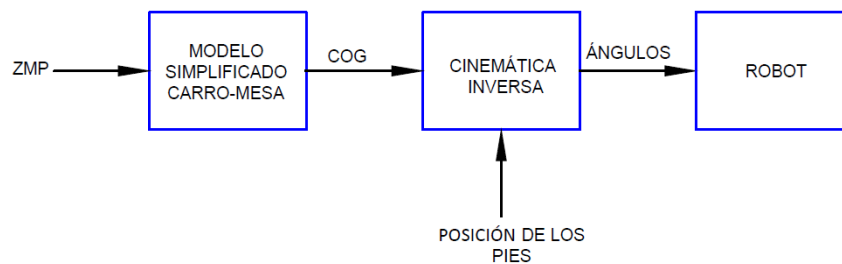 ZMP
MODELO
SIMPLIFICADO
CARRO-MESA
COG
CINEMÁTICA
INVERSA
ÁNGULOS
ROBOT
POSICIÓN DE LOS
PIES